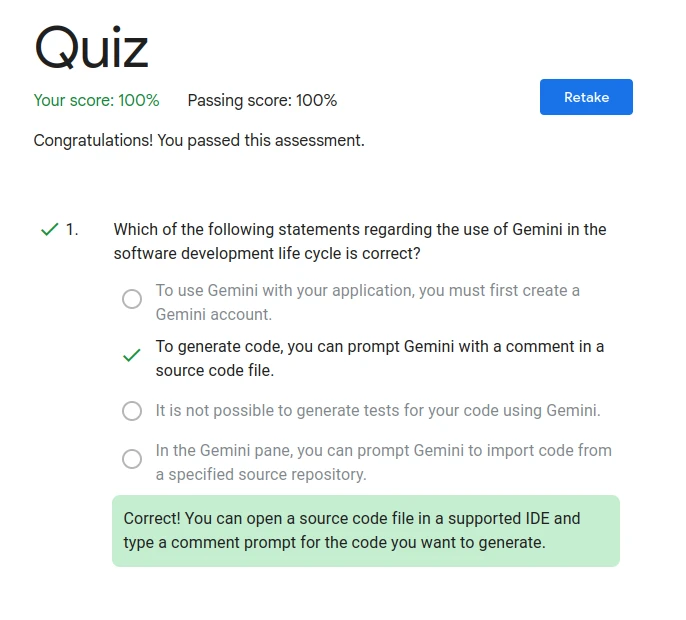 Quiz
Your score: 100% Passing score: 100%
Retake
Congratulations! You passed this assessment.
1. Which of the following statements regarding the use of Gemini in the
software development life cycle is correct?
To use Gemini with your application, you must first create a
Gemini account.
To generate code, you can prompt Gemini with a comment in a
source code file.
It is not possible to generate tests for your code using Gemini.
In the Gemini pane, you can prompt Gemini to import code from
a specified source repository.
Correct! You can open a source code file in a supported IDE and
type a comment prompt for the code you want to generate.